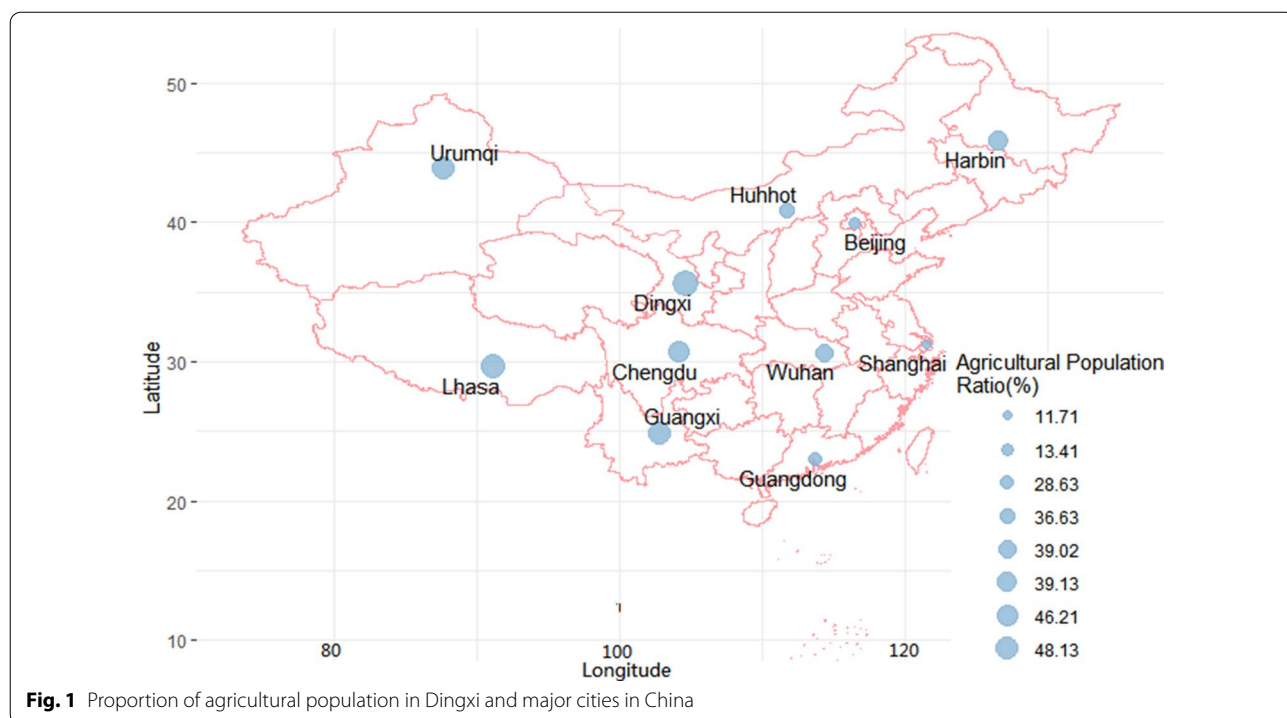 50
Urumqi
Harbin
Huhhot
40
Beijing
Dingxi
Latitude
30
Lhasa
Chengdu
Wuhan
Shanghai
Agricultural Population
Ratio(%)
Guangxi
11.71
13.41
Guangdong
28.63
20
36.63
39.02
39.13
46.21
10
80
100
120
48.13
Longitude
Fig. 1 Proportion of agricultural population in Dingxi and major cities in China